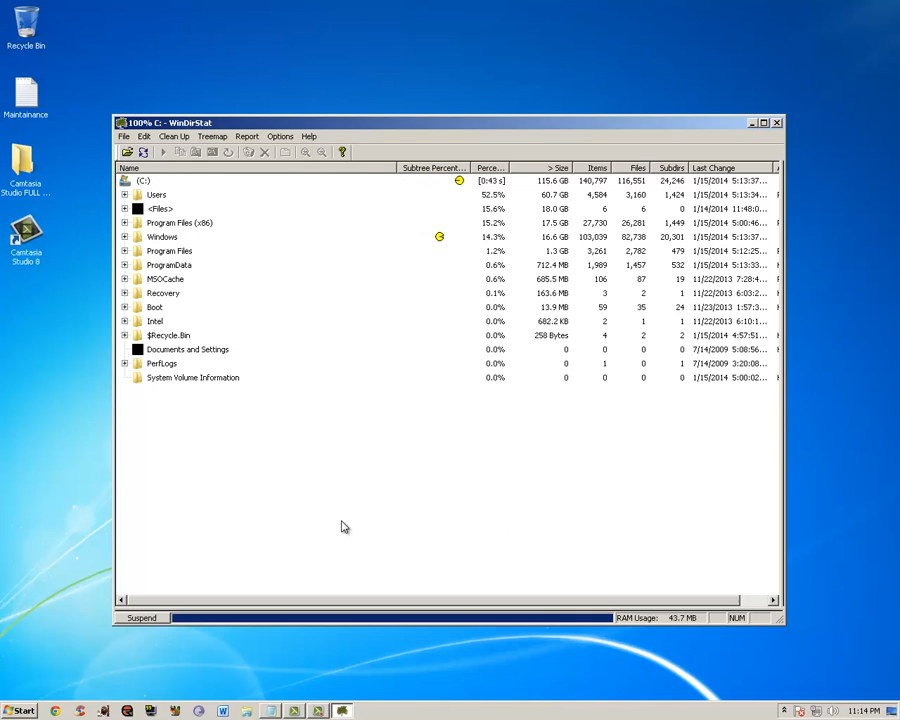 Recycle Bin
Maintainance
Camtasia
Studio FULL ...
Camtasia
Studio 8
100% C: - WinDirStat
File Edit Clean Up Treemap Report Options Help
Name Subtree Percent... Perce... > Size Items Files Subdirs Last Change
(C:) [0:43 s] 115.6 GB 140,797 116,551 24,246 1/15/2014 5:13:37...
Users 52.5% 60.7 GB 4,584 3,160 1,424 1/15/2014 5:13:34...
<Files> 15.6% 18.0 GB 6 6 0 1/14/2014 11:48:0...
Program Files (x86) 15.2% 17.5 GB 27,730 26,281 1,449 1/15/2014 5:00:46...
Windows 14.3% 16.6 GB 103,039 82,738 20,301 1/15/2014 5:13:37...
Program Files 1.2% 1.3 GB 3,261 2,782 479 1/15/2014 5:12:25...
ProgramData 0.6% 712.4 MB 1,989 1,457 532 1/15/2014 5:13:33...
MSOCache 0.6% 685.5 MB 106 87 19 11/22/2013 7:28:4...
Recovery 0.1% 163.6 MB 3 2 1 11/22/2013 6:03:2...
Boot 0.0% 13.9 MB 59 35 24 11/23/2013 1:57:3...
Intel 0.0% 682.2 KB 2 1 1 11/22/2013 6:10:1...
$Recycle.Bin 0.0% 258 Bytes 4 2 2 1/15/2014 4:57:51...
Documents and Settings 0.0% 0 0 0 0 7/14/2009 5:08:56...
PerfLogs 0.0% 0 1 0 1 7/14/2009 3:20:08...
System Volume Information 0.0% 0 0 0 0 1/15/2014 5:00:02...
Suspend RAM Usage: 43.7 MB NUM
Start 11:14 PM